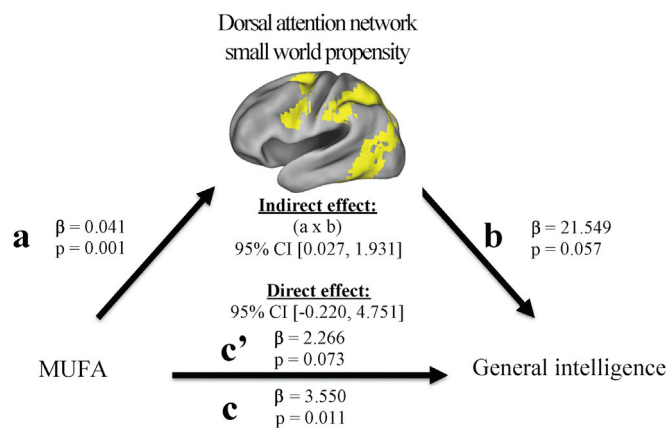 Dorsal attention network
small world propensity
a
β = 0.041
p = 0.001
Indirect effect:
(a x b)
95% CI [0.027, 1.931]
b
β = 21.549
p = 0.057
Direct effect:
95% CI [-0.220, 4.751]
c’
β = 2.266
p = 0.073
MUFA
General intelligence
c
β = 3.550
p = 0.011